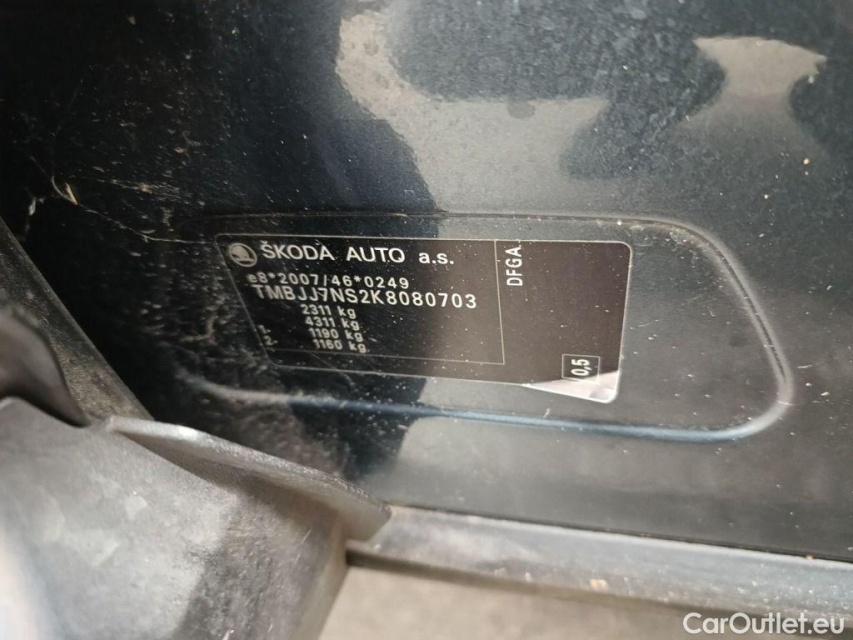 ŠKODA AUTO a.s.
e8*2007/46*0249
TMBJJ7NS2K8080703
2311 kg
4311 kg
1. 1190 kg
2. 1160 kg
DFGA
0,5
CarOutlet.eu